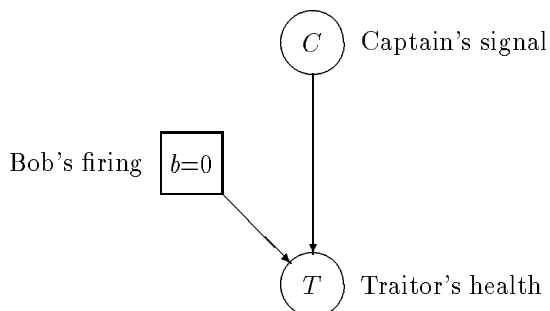 C Captain's signal
Bob's firing b=0
T Traitor's health